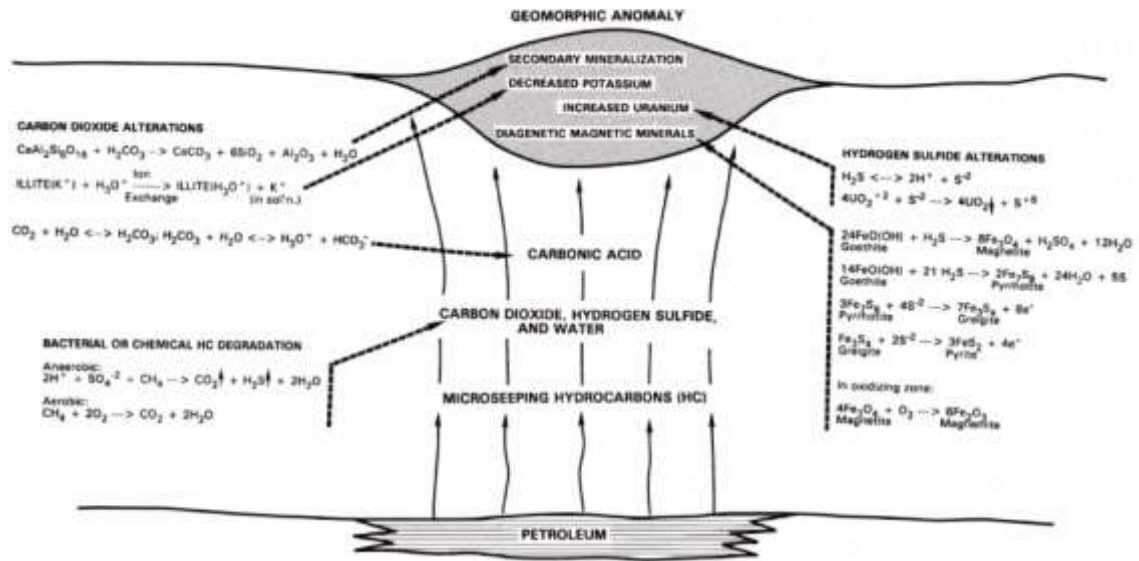 GEOMORPHIC ANOMALY
SECONDARY MINERALIZATION
DECREASED POTASSIUM
INCREASED URANIUM
DIAGENETIC MAGNETIC MINERALS
CARBON DIOXIDE ALTERATIONS
CaAl₂Si₆O₁₆ + H₂CO₃ -> CaCO₃ + 6SiO₂ + Al₂O₃ + H₂O
ILLITE(K⁺) + H₃O⁺ Ion ------> Exchange ILLITE(H₃O⁺) + K⁺
(in sol'n.)
CO₂ + H₂O <--> H₂CO₃; H₂CO₃ + H₂O <--> H₃O⁺ + HCO₃⁻
CARBONIC ACID
CARBON DIOXIDE, HYDROGEN SULFIDE,
AND WATER
BACTERIAL OR CHEMICAL HC DEGRADATION
Anaerobic:
2H⁺ + SO₄⁻² + CH₄ --> CO₂↑ + H₂S↑ + 2H₂O
Aerobic:
CH₄ + 2O₂ ---> CO₂ + 2H₂O
MICROSEEPING HYDROCARBONS (HC)
HYDROGEN SULFIDE ALTERATIONS
H₂S <--> 2H⁺ + S⁻²
4UO₂⁺² + S⁻² --> 4UO₂↓ + S⁺⁶
24FeO(OH) + H₂S ---> 8Fe₃O₄ + H₂SO₄ + 12H₂O
Goethite Magnetite
14FeO(OH) + 21 H₂S ---> 2Fe₇S₈ + 24H₂O + 5S
Goethite Pyrrhotite
3Fe₇S₈ + 4S⁻² ---> 7Fe₃S₄ + 8e⁻
Pyrrhotite Greigite
Fe₃S₄ + 2S⁻² ---> 3FeS₂ + 4e⁻
Greigite Pyrite
In oxidizing zone:
4Fe₃O₄ + O₂ ---> 6Fe₂O₃
Magnetite Maghemite
PETROLEUM